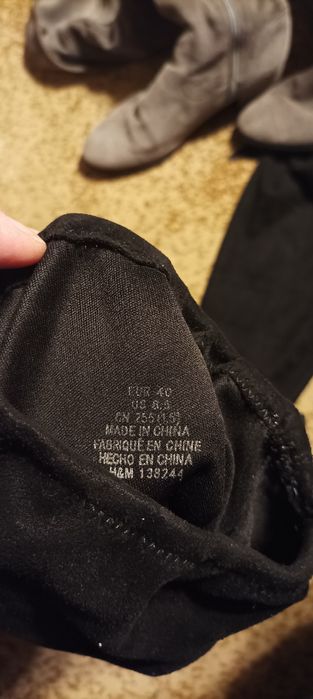 EUR 40
US 8.5
CN 255(1.5)
MADE IN CHINA
FABRIQUÉ EN CHINE
HECHO EN CHINA
H&M 138244